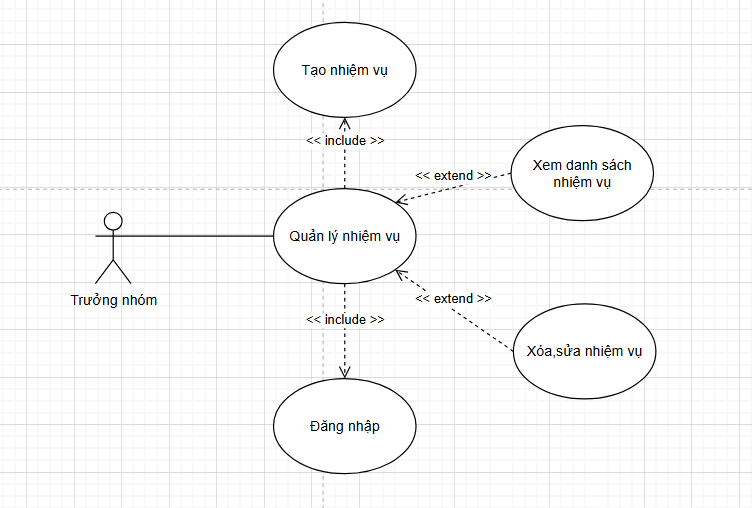 Tạo nhiệm vụ
<< include >>
Xem danh sách
nhiệm vụ
<< extend >>
Quản lý nhiệm vụ
Trưởng nhóm
<< extend >>
<< include >>
Xóa,sửa nhiệm vụ
Đăng nhập